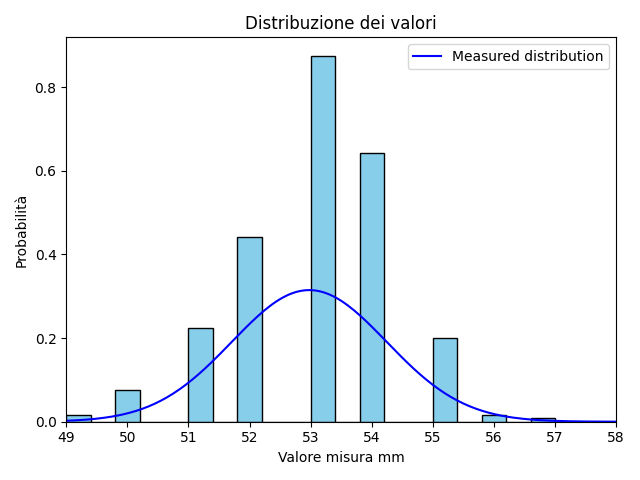 Distribuzione dei valori
Measured distribution
Probabilità
0.8
0.6
0.4
0.2
0.0
49 50 51 52 53 54 55 56 57 58
Valore misura mm